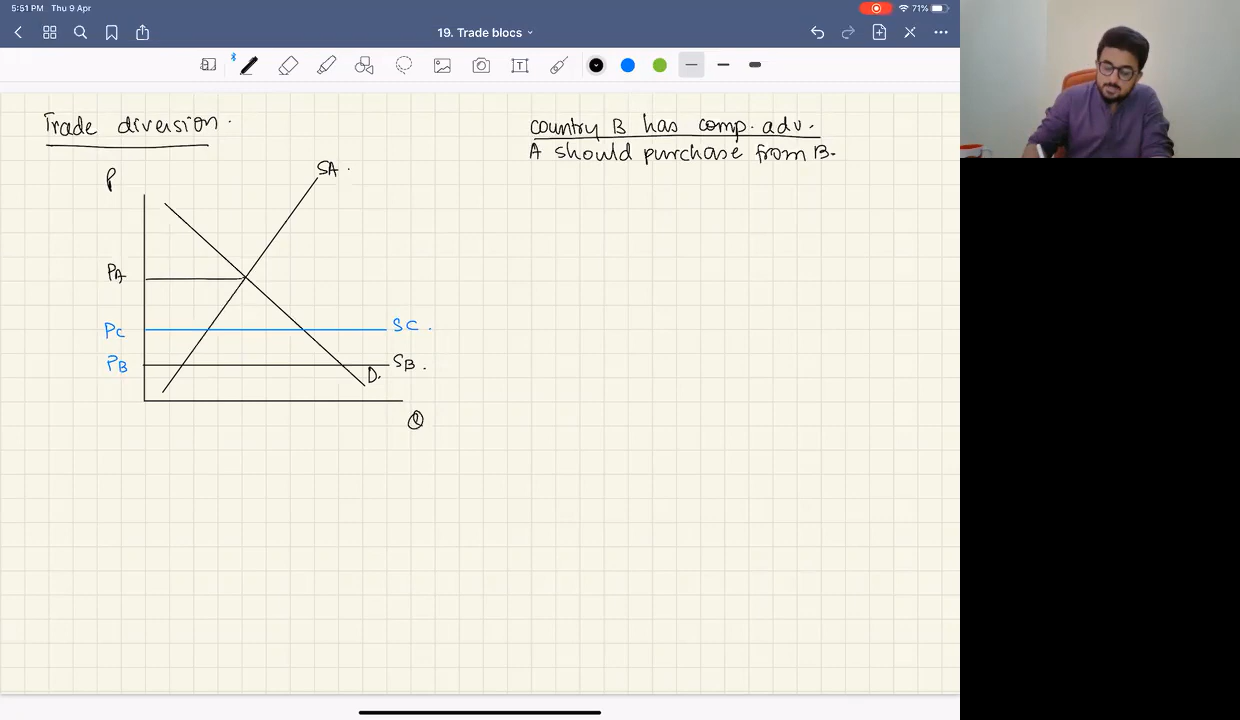 5:51 PM Thu 9 Apr
71%
19. Trade blocs
T
Trade diversion.
country B has comp. adv.
A should purchase from B.
P
SA.
PA
PC
SC.
PB
SB.
D.
Q